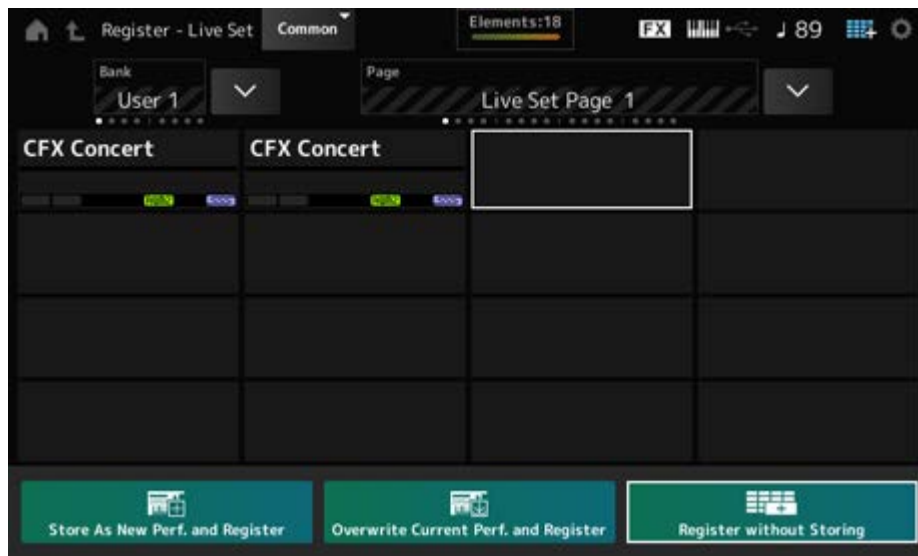 Register - Live Set
Common
Elements:18
FX
89
Bank
User 1
Page
Live Set Page 1
CFX Concert
CFX Concert
Store As New Perf. and Register
Overwrite Current Perf. and Register
Register without Storing